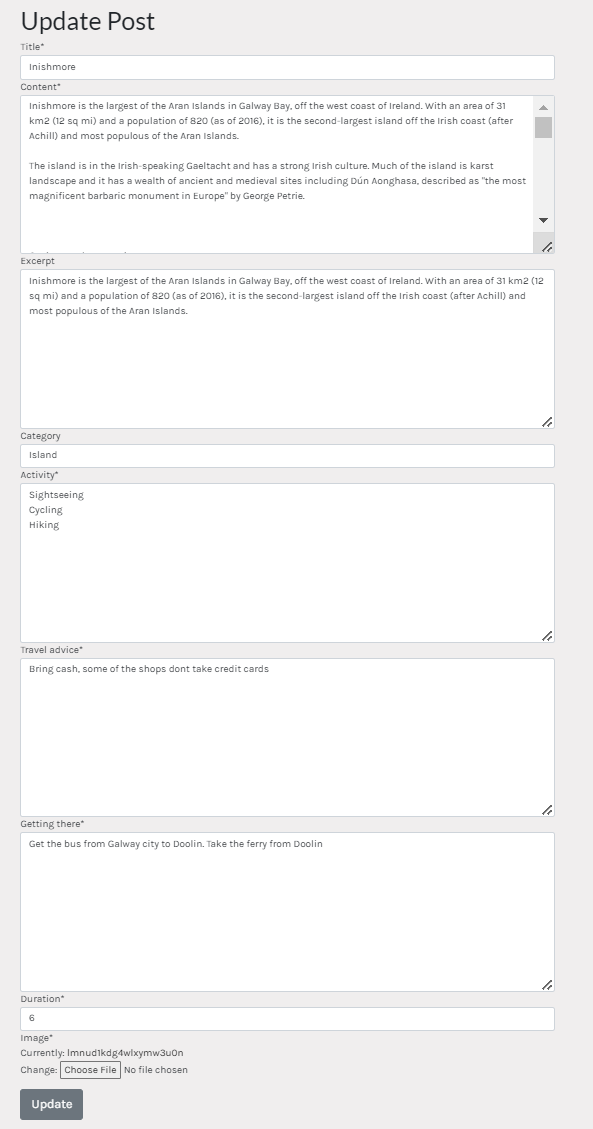 Update Post
Title*
Inishmore
Content*
Inishmore is the largest of the Aran Islands in Galway Bay, off the west coast of Ireland. With an area of 31
km2 (12 sq mi) and a population of 820 (as of 2016), it is the second-largest island off the Irish coast (after
Achill) and most populous of the Aran Islands.
The island is in the Irish-speaking Gaeltacht and has a strong Irish culture. Much of the island is karst
landscape and it has a wealth of ancient and medieval sites including Dún Aonghasa, described as "the most
magnificent barbaric monument in Europe" by George Petrie.
Excerpt
Inishmore is the largest of the Aran Islands in Galway Bay, off the west coast of Ireland. With an area of 31 km2 (12
sq mi) and a population of 820 (as of 2016), it is the second-largest island off the Irish coast (after Achill) and
most populous of the Aran Islands.
Category
Island
Activity*
Sightseeing
Cycling
Hiking
Travel advice*
Bring cash, some of the shops dont take credit cards
Getting there*
Get the bus from Galway city to Doolin. Take the ferry from Doolin
Duration*
6
Image*
Currently: lmnud1kdg4wlxymw3u0n
Change: Choose File No file chosen
Update